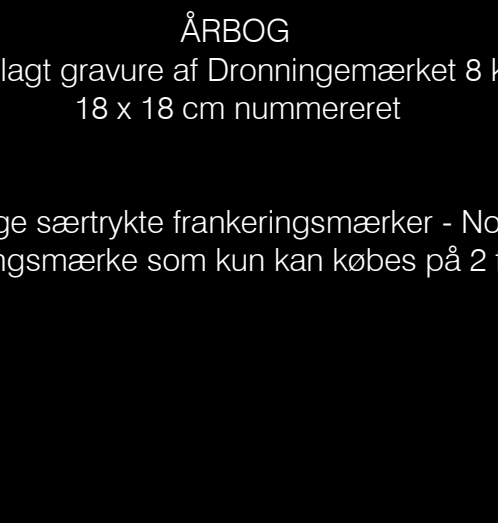 ÅRBOG
lagt gravure af Dronningemærket 8 k
18 x 18 cm nummereret
ge særtrykte frankeringsmærker - No
ngsmærke som kun kan købes på 2